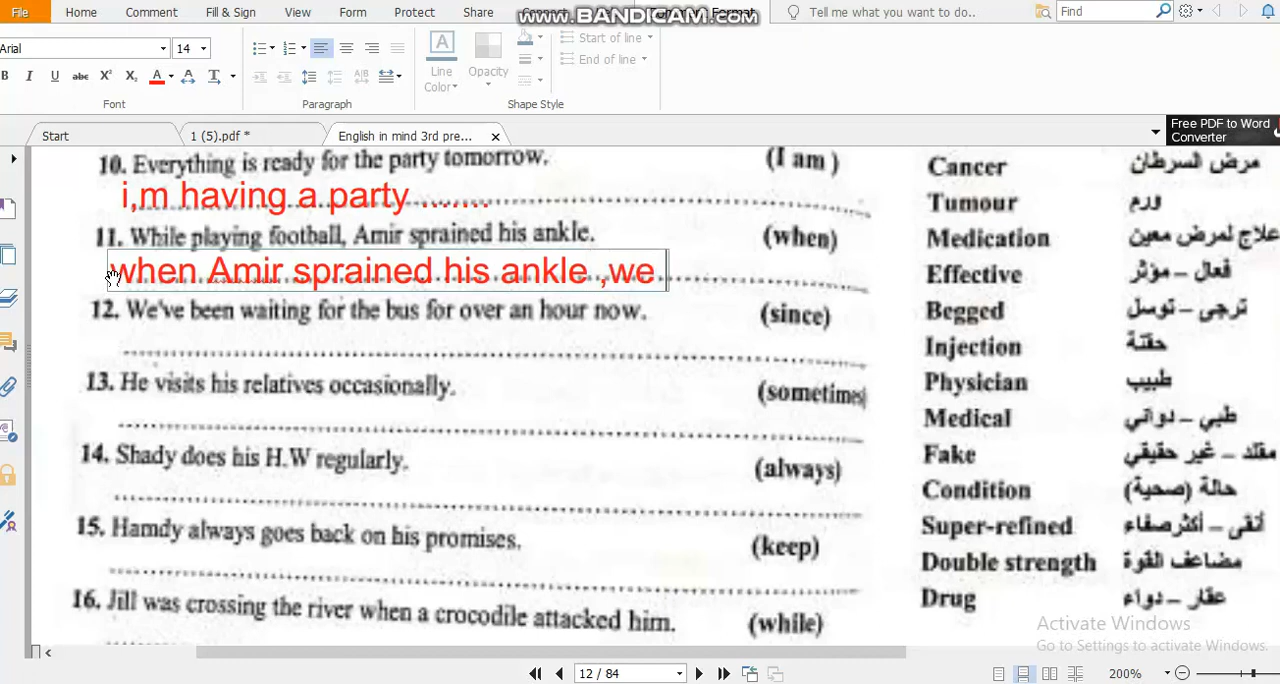 File Home Comment Fill & Sign View Form Protect Share Connect Format Tell me what you want to do.. Find
www.BANDICAM.com
Arial 14 Start of line
End of line
B I U abc X² X₂ A A T Line Color Opacity
Font Paragraph Shape Style
Start 1 (5).pdf * English in mind 3rd pre... Free PDF to Word Converter
10. Everything is ready for the party tomorrow. (I am)
i,m having a party .......
11. While playing football, Amir sprained his ankle. (when)
when Amir sprained his ankle ,we
12. We've been waiting for the bus for over an hour now. (since)
13. He visits his relatives occasionally. (sometimes)
14. Shady does his H.W regularly. (always)
15. Hamdy always goes back on his promises. (keep)
16. Jill was crossing the river when a crocodile attacked him. (while)
Cancer مرض السرطان
Tumour ورم
Medication علاج لمرض معين
Effective فعال – مؤثر
Begged ترجى – توسل
Injection حقنة
Physician طبيب
Medical طبي – دوائي
Fake مقلد – غير حقيقي
Condition حالة (صحية)
Super-refined أنقى – أكثر صفاء
Double strength مضاعف القوة
Drug عقار – دواء
Activate Windows
Go to Settings to activate Windows.
12 / 84 200%